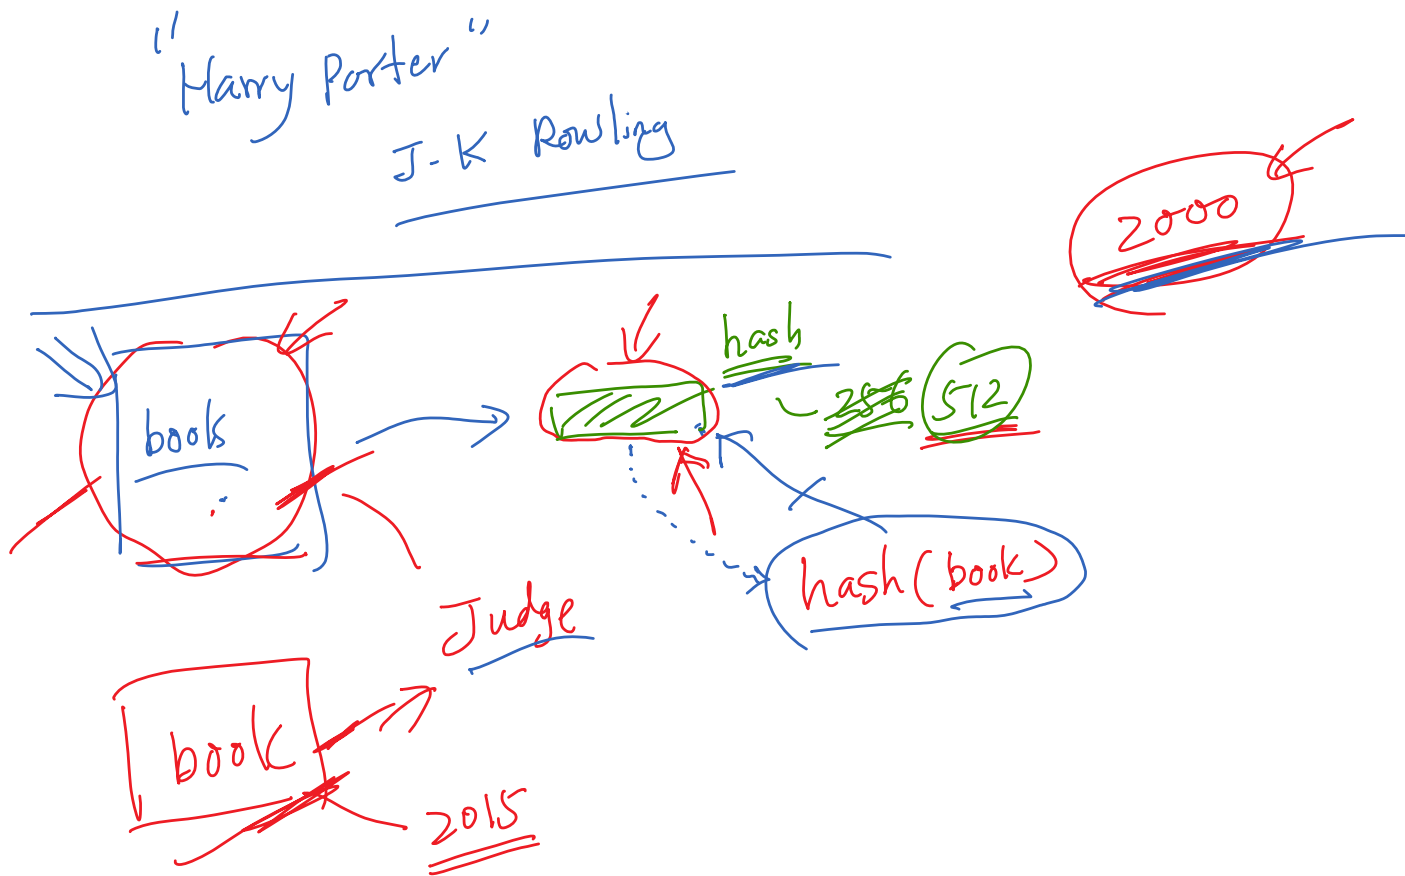 "Harry Porter"
J-K Rowling
2000
hash
256 512
book
hash(book)
Judge
book
2015